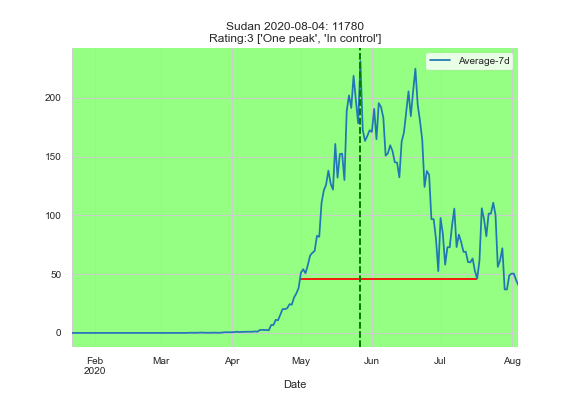 Sudan 2020-08-04: 11780
Rating:3 ['One peak', 'In control']
Average-7d
200
150
100
50
0
Feb
2020
Mar
Apr
May
Jun
Jul
Aug
Date